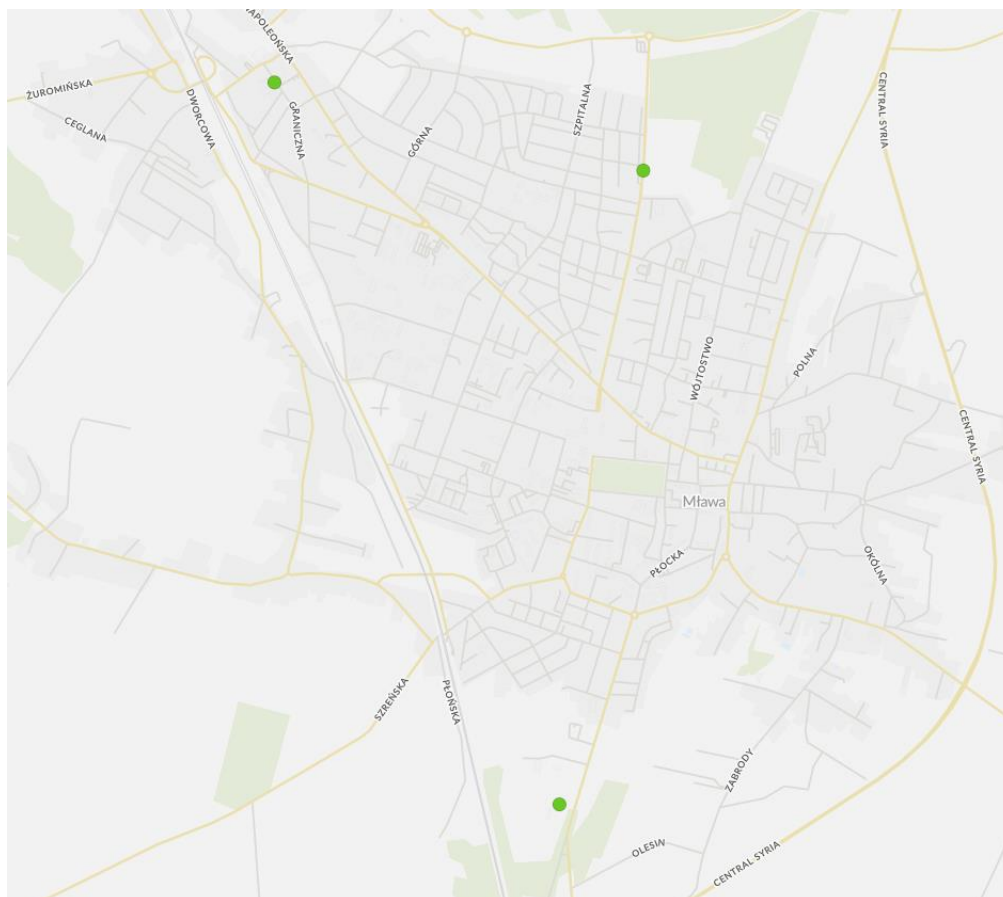 NAPOLEOŃSKA
ŻUROMIŃSKA
CEGLANA
DWORCOWA
GRANICZNA
GÓRNA
SZPITALNA
CENTRAL SYRIA
WÓJTOSTWO
POLNA
CENTRAL SYRIA
Mława
PŁOCKA
OKÓLNA
SZREŃSKA
PŁOŃSKA
ZABRODY
OLESIN
CENTRAL SYRIA